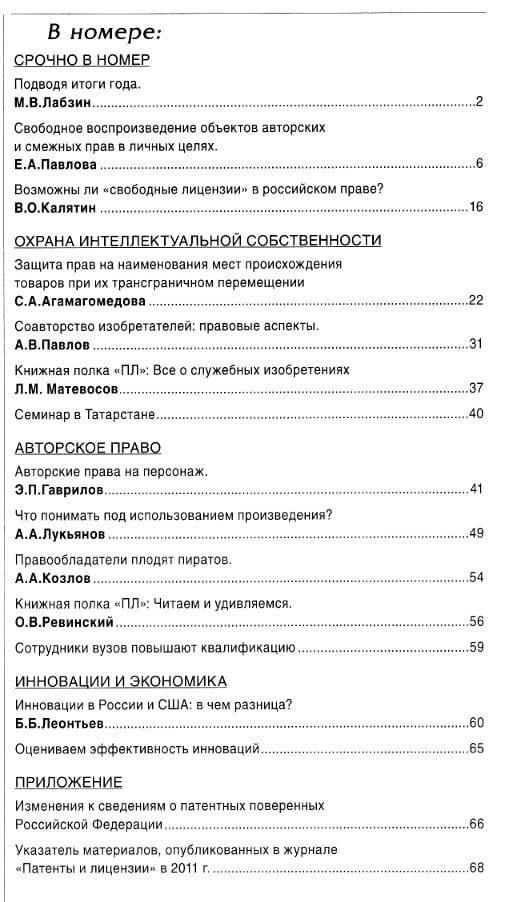 В номере:
СРОЧНО В НОМЕР
Подводя итоги года.
М.В.Лабзин........................2
Свободное воспроизведение объектов авторских
и смежных прав в личных целях.
Е.А.Павлова........................6
Возможны ли «свободные лицензии» в российском праве?
В.О.Калятин........................16
ОХРАНА ИНТЕЛЛЕКТУАЛЬНОЙ СОБСТВЕННОСТИ
Защита прав на наименования мест происхождения
товаров при их трансграничном перемещении
С.А.Агамагомедова........................22
Соавторство изобретателей: правовые аспекты.
А.В.Павлов........................31
Книжная полка «ПЛ»: Все о служебных изобретениях
Л.М. Матевосов........................37
Семинар в Татарстане........................40
АВТОРСКОЕ ПРАВО
Авторские права на персонаж.
Э.П.Гаврилов........................41
Что понимать под использованием произведения?
А.А.Лукьянов........................49
Правообладатели плодят пиратов.
А.А.Козлов........................54
Книжная полка «ПЛ»: Читаем и удивляемся.
О.В.Ревинский........................56
Сотрудники вузов повышают квалификацию........................59
ИННОВАЦИИ И ЭКОНОМИКА
Инновации в России и США: в чем разница?
Б.Б.Леонтьев........................60
Оцениваем эффективность инноваций........................65
ПРИЛОЖЕНИЕ
Изменения к сведениям о патентных поверенных
Российской Федерации........................66
Указатель материалов, опубликованных в журнале
«Патенты и лицензии» в 2011 г.........................68